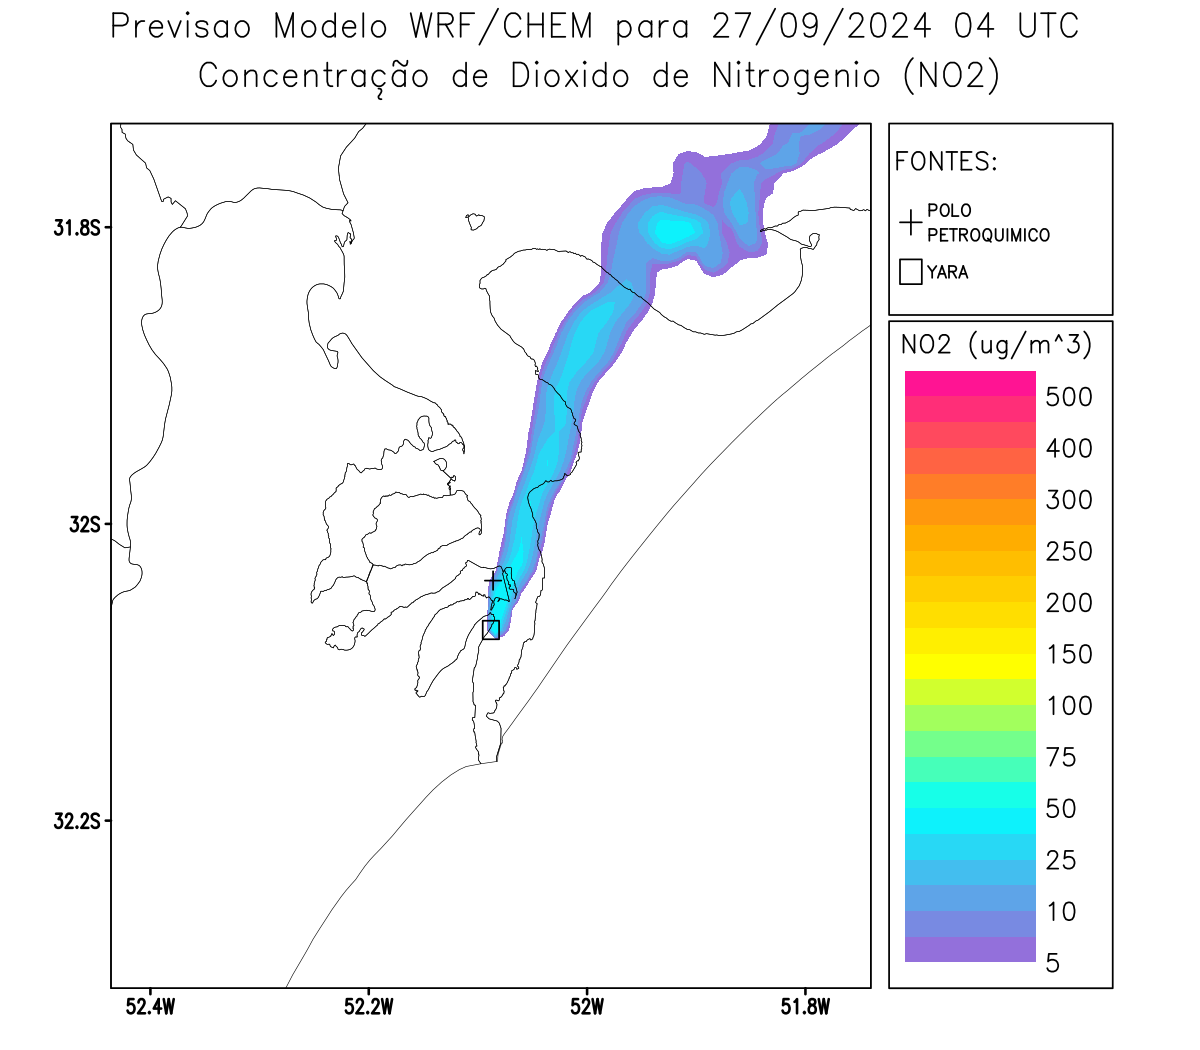 Previsao Modelo WRF/CHEM para 27/09/2024 04 UTC
Concentração de Dioxido de Nitrogenio (NO2)
FONTES:
POLO
PETROQUIMICO
YARA
NO2 (ug/m^3)
500
400
300
250
200
150
100
75
50
25
10
5
31.8S
32S
32.2S
52.4W
52.2W
52W
51.8W